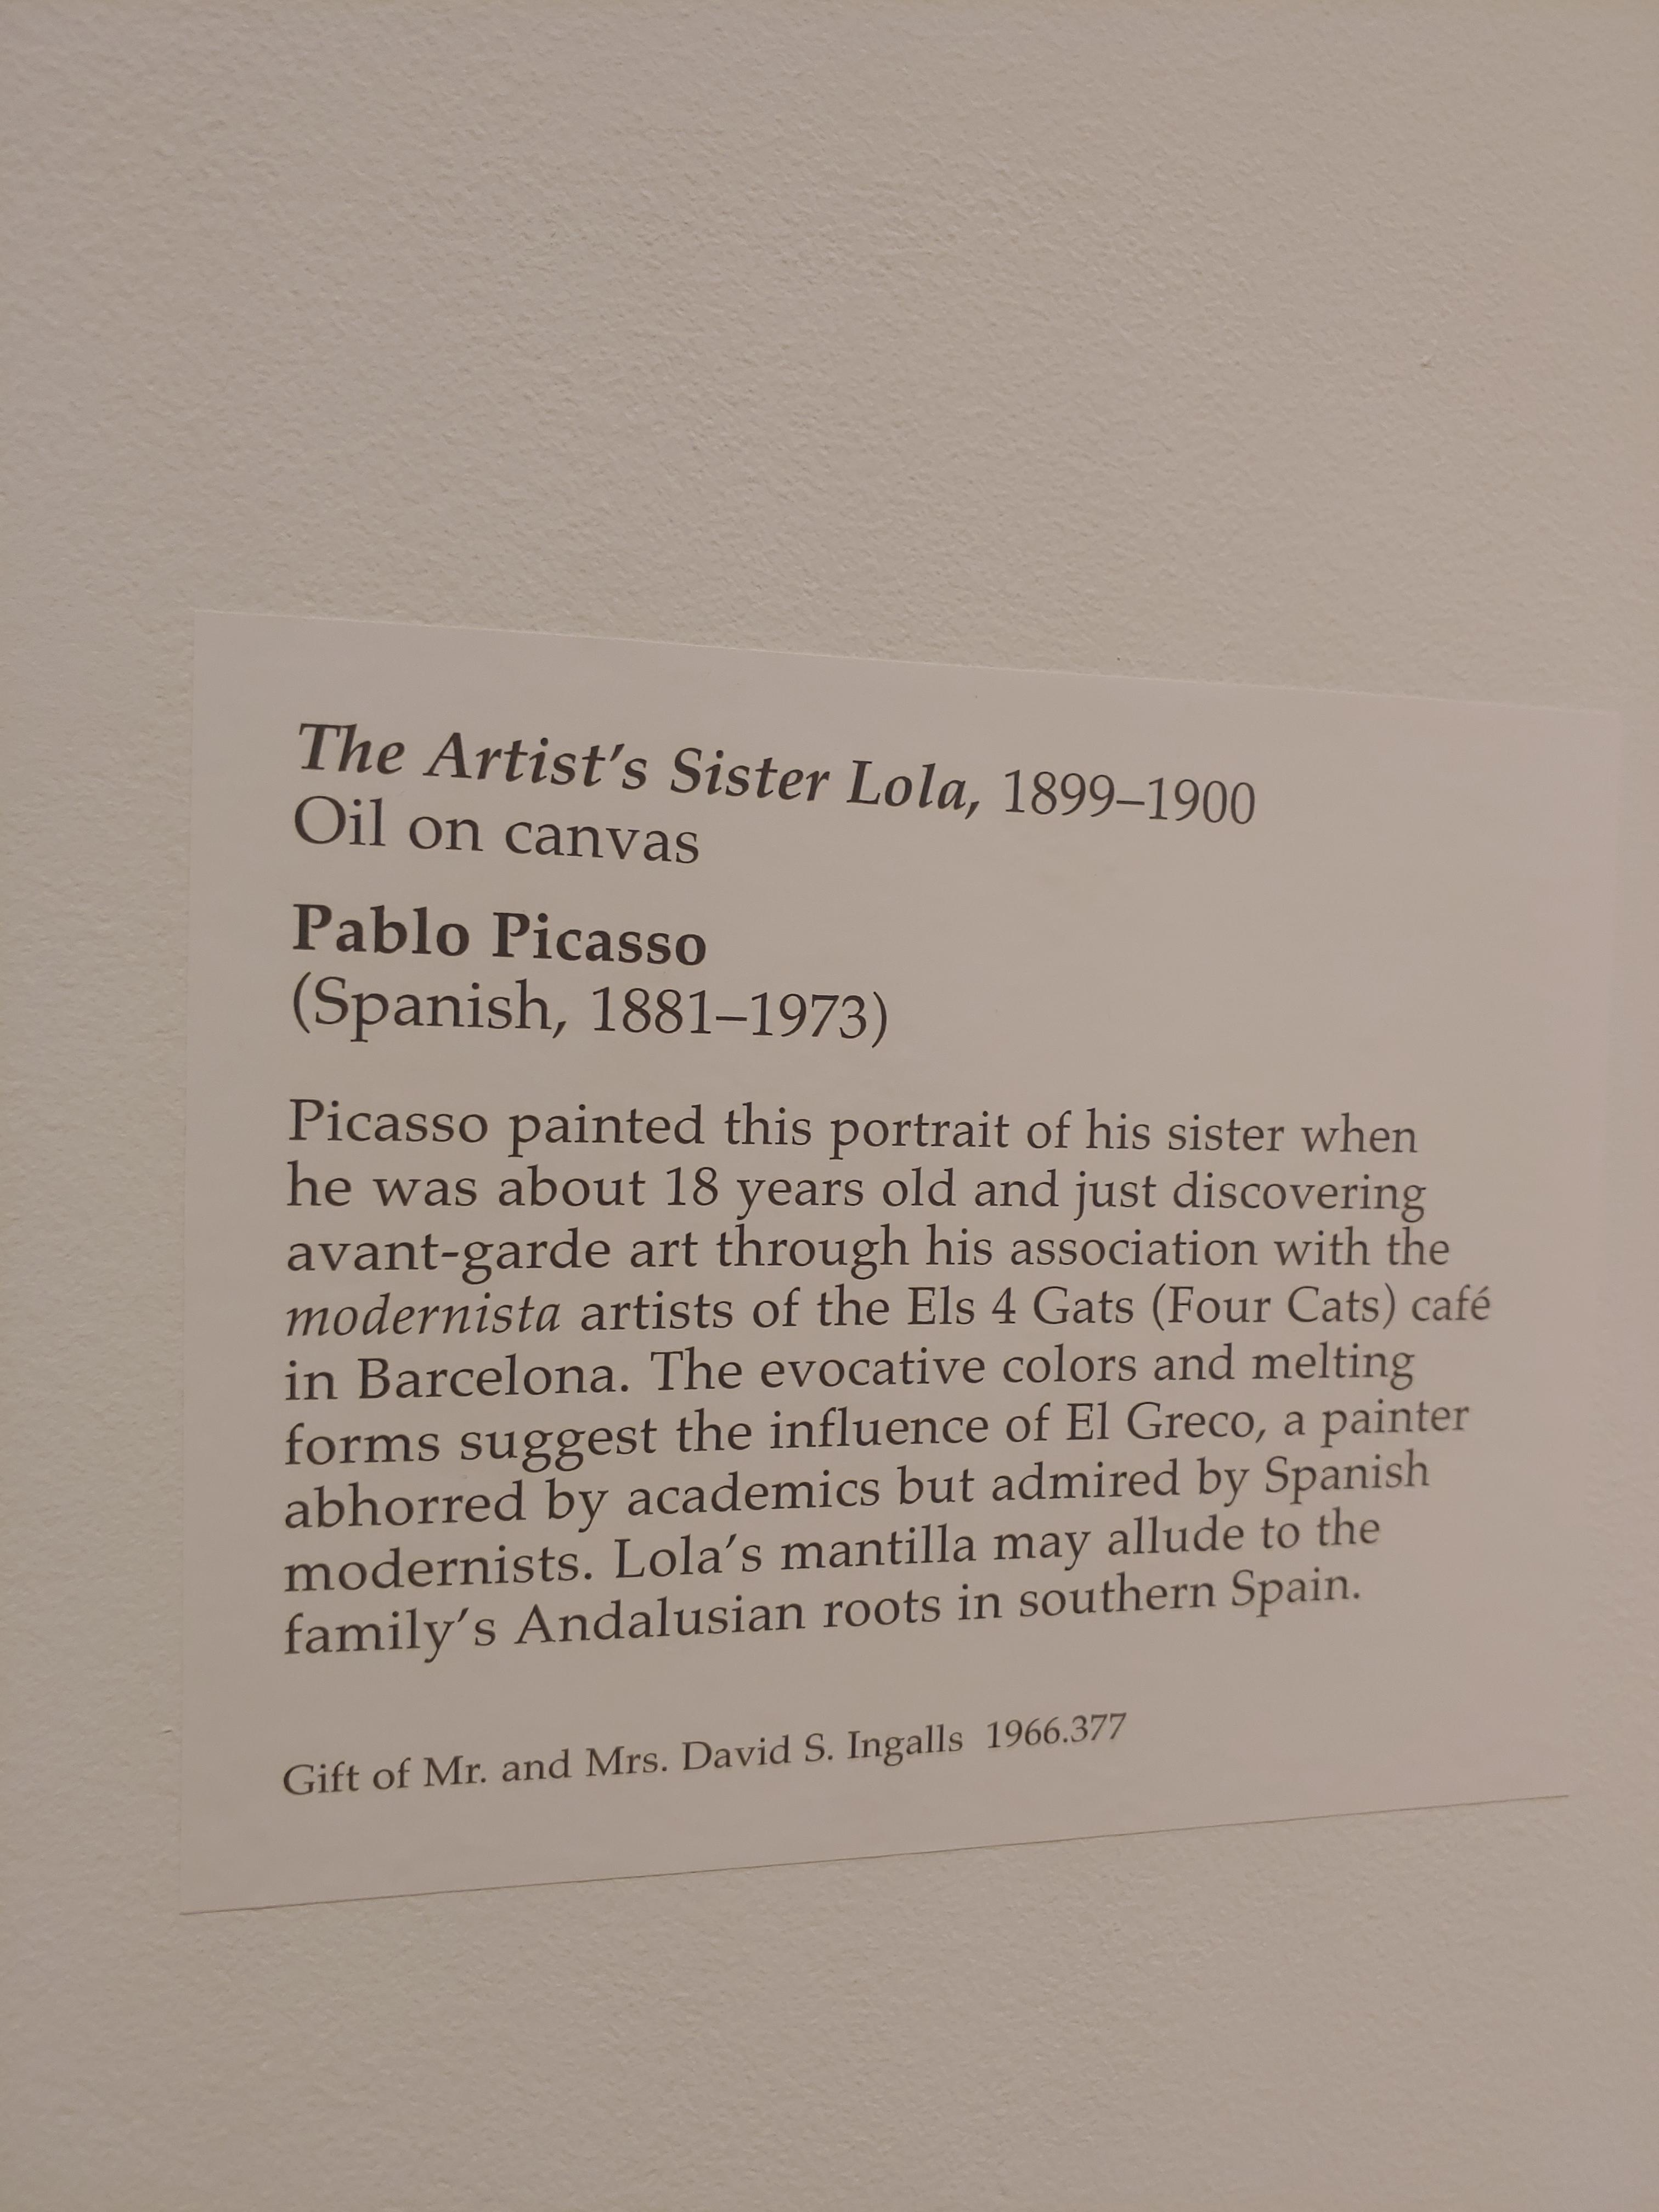 The Artist's Sister Lola, 1899–1900
Oil on canvas
Pablo Picasso
(Spanish, 1881–1973)
Picasso painted this portrait of his sister when
he was about 18 years old and just discovering
avant-garde art through his association with the
modernista artists of the Els 4 Gats (Four Cats) café
in Barcelona. The evocative colors and melting
forms suggest the influence of El Greco, a painter
abhorred by academics but admired by Spanish
modernists. Lola's mantilla may allude to the
family's Andalusian roots in southern Spain.
Gift of Mr. and Mrs. David S. Ingalls 1966.377